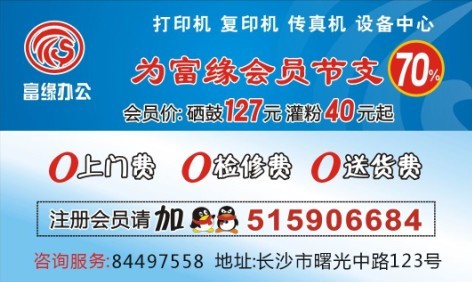 打印机 复印机 传真机 设备中心
富缘办公
为富缘会员节支70%
会员价: 硒鼓127元 灌粉40元起
0上门费 0检修费 0送货费
注册会员请加 515906684
咨询服务:84497558 地址:长沙市曙光中路123号